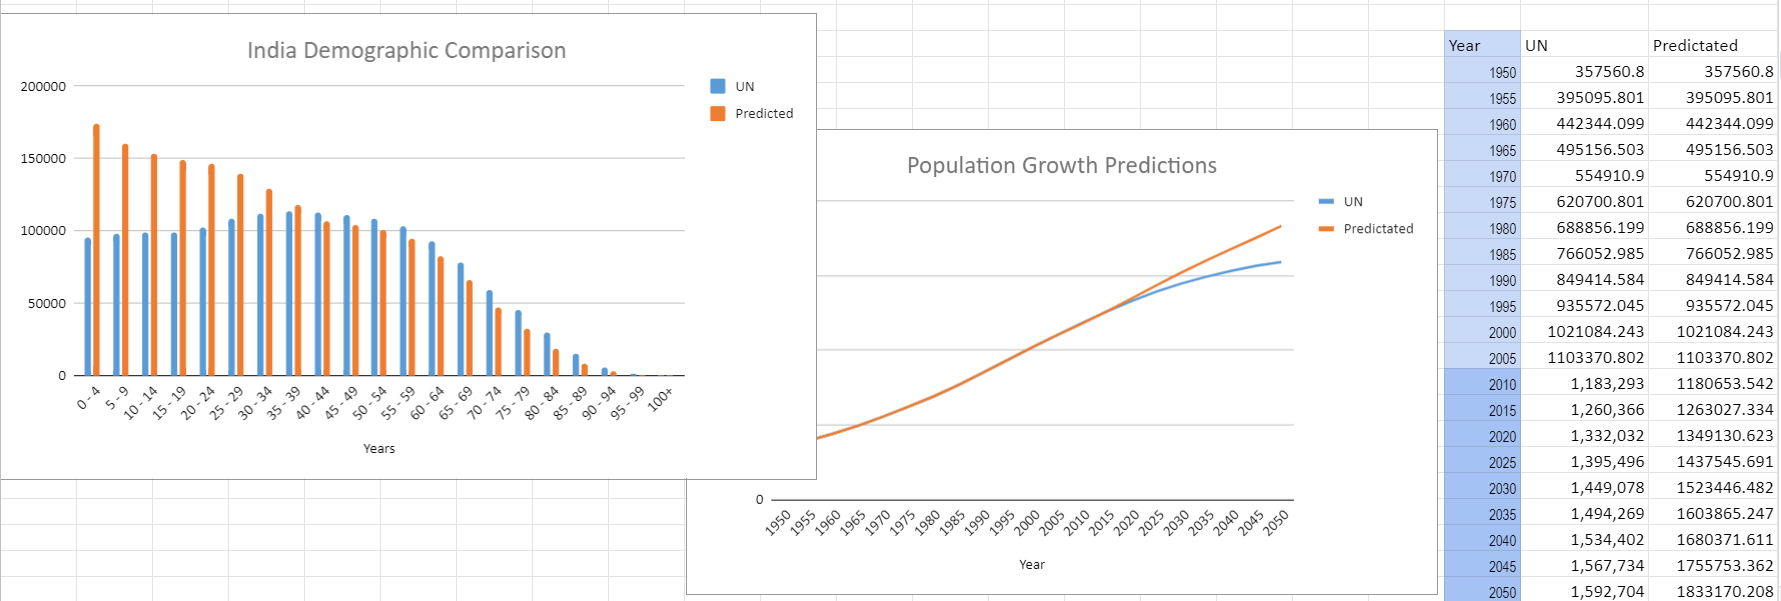 India Demographic Comparison
200000
150000
100000
50000
0
0 - 4
5 - 9
10 - 14
15 - 19
20 - 24
25 - 29
30 - 34
35 - 39
40 - 44
45 - 49
50 - 54
55 - 59
60 - 64
65 - 69
70 - 74
75 - 79
80 - 84
85 - 89
90 - 94
95 - 99
100+
Years
UN
Predicted
Population Growth Predictions
UN
Predictated
0
1950
1955
1960
1965
1970
1975
1980
1985
1990
1995
2000
2005
2010
2015
2020
2025
2030
2035
2040
2045
2050
Year
Year UN Predictated
1950 357560.8 357560.8
1955 395095.801 395095.801
1960 442344.099 442344.099
1965 495156.503 495156.503
1970 554910.9 554910.9
1975 620700.801 620700.801
1980 688856.199 688856.199
1985 766052.985 766052.985
1990 849414.584 849414.584
1995 935572.045 935572.045
2000 1021084.243 1021084.243
2005 1103370.802 1103370.802
2010 1,183,293 1180653.542
2015 1,260,366 1263027.334
2020 1,332,032 1349130.623
2025 1,395,496 1437545.691
2030 1,449,078 1523446.482
2035 1,494,269 1603865.247
2040 1,534,402 1680371.611
2045 1,567,734 1755753.362
2050 1,592,704 1833170.208